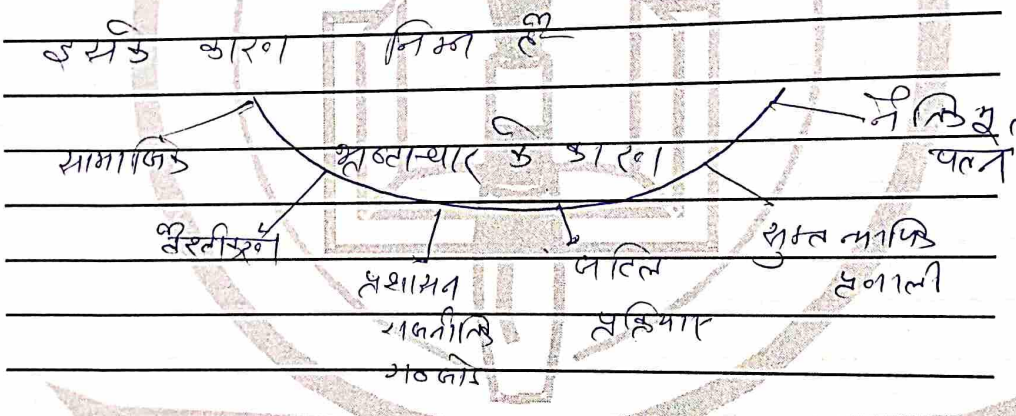 इसके कारण निम्न हैं
भ्रष्टाचार के कारण
सामाजिक
वैश्वीकरण
प्रशासन
राजनीतिक
गठजोड़
जटिल
प्रक्रियाएं
सुस्त न्यायिक
प्रणाली
नैतिक मू
पतन